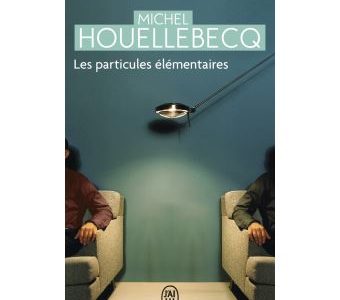 MICHEL
HOUELLEBECQ
Les particules élémentaires
J'AI
LU